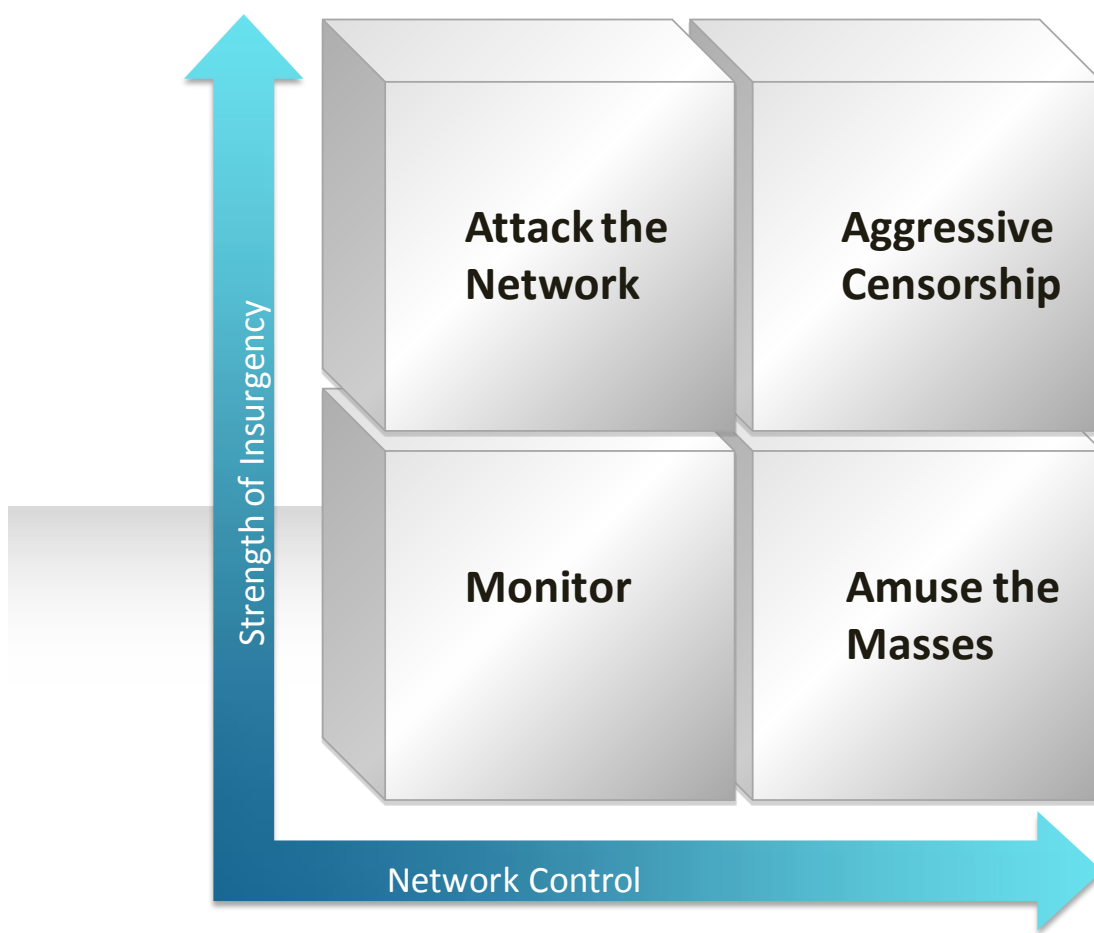 Attack the
Network
Aggressive
Censorship
Strength of Insurgency
Monitor
Amuse the
Masses
Network Control